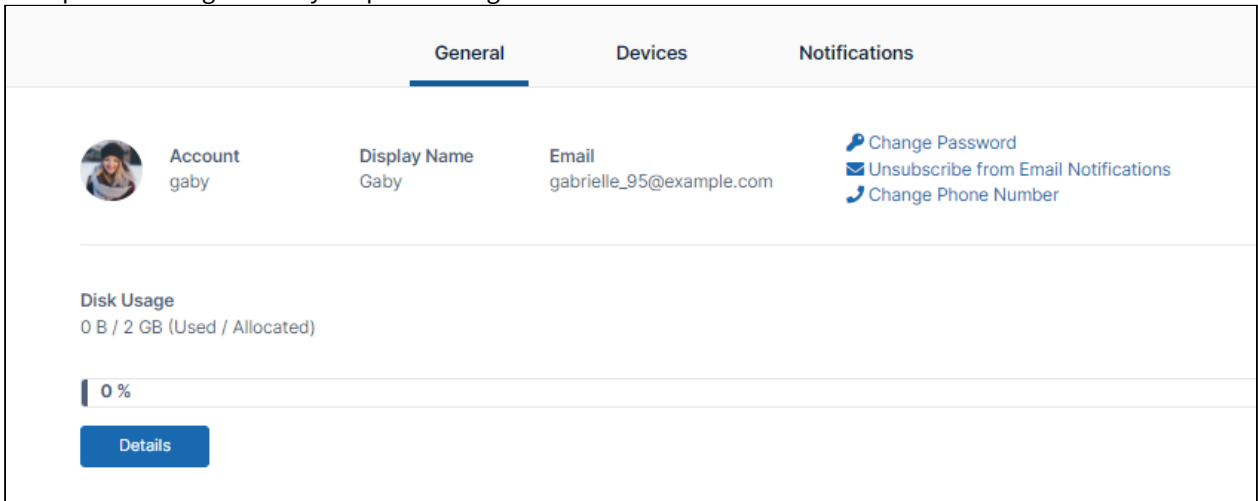 General Devices Notifications
Account Display Name Email
gaby Gaby gabrielle_95@example.com
Change Password
Unsubscribe from Email Notifications
Change Phone Number
Disk Usage
0 B / 2 GB (Used / Allocated)
0 %
Details